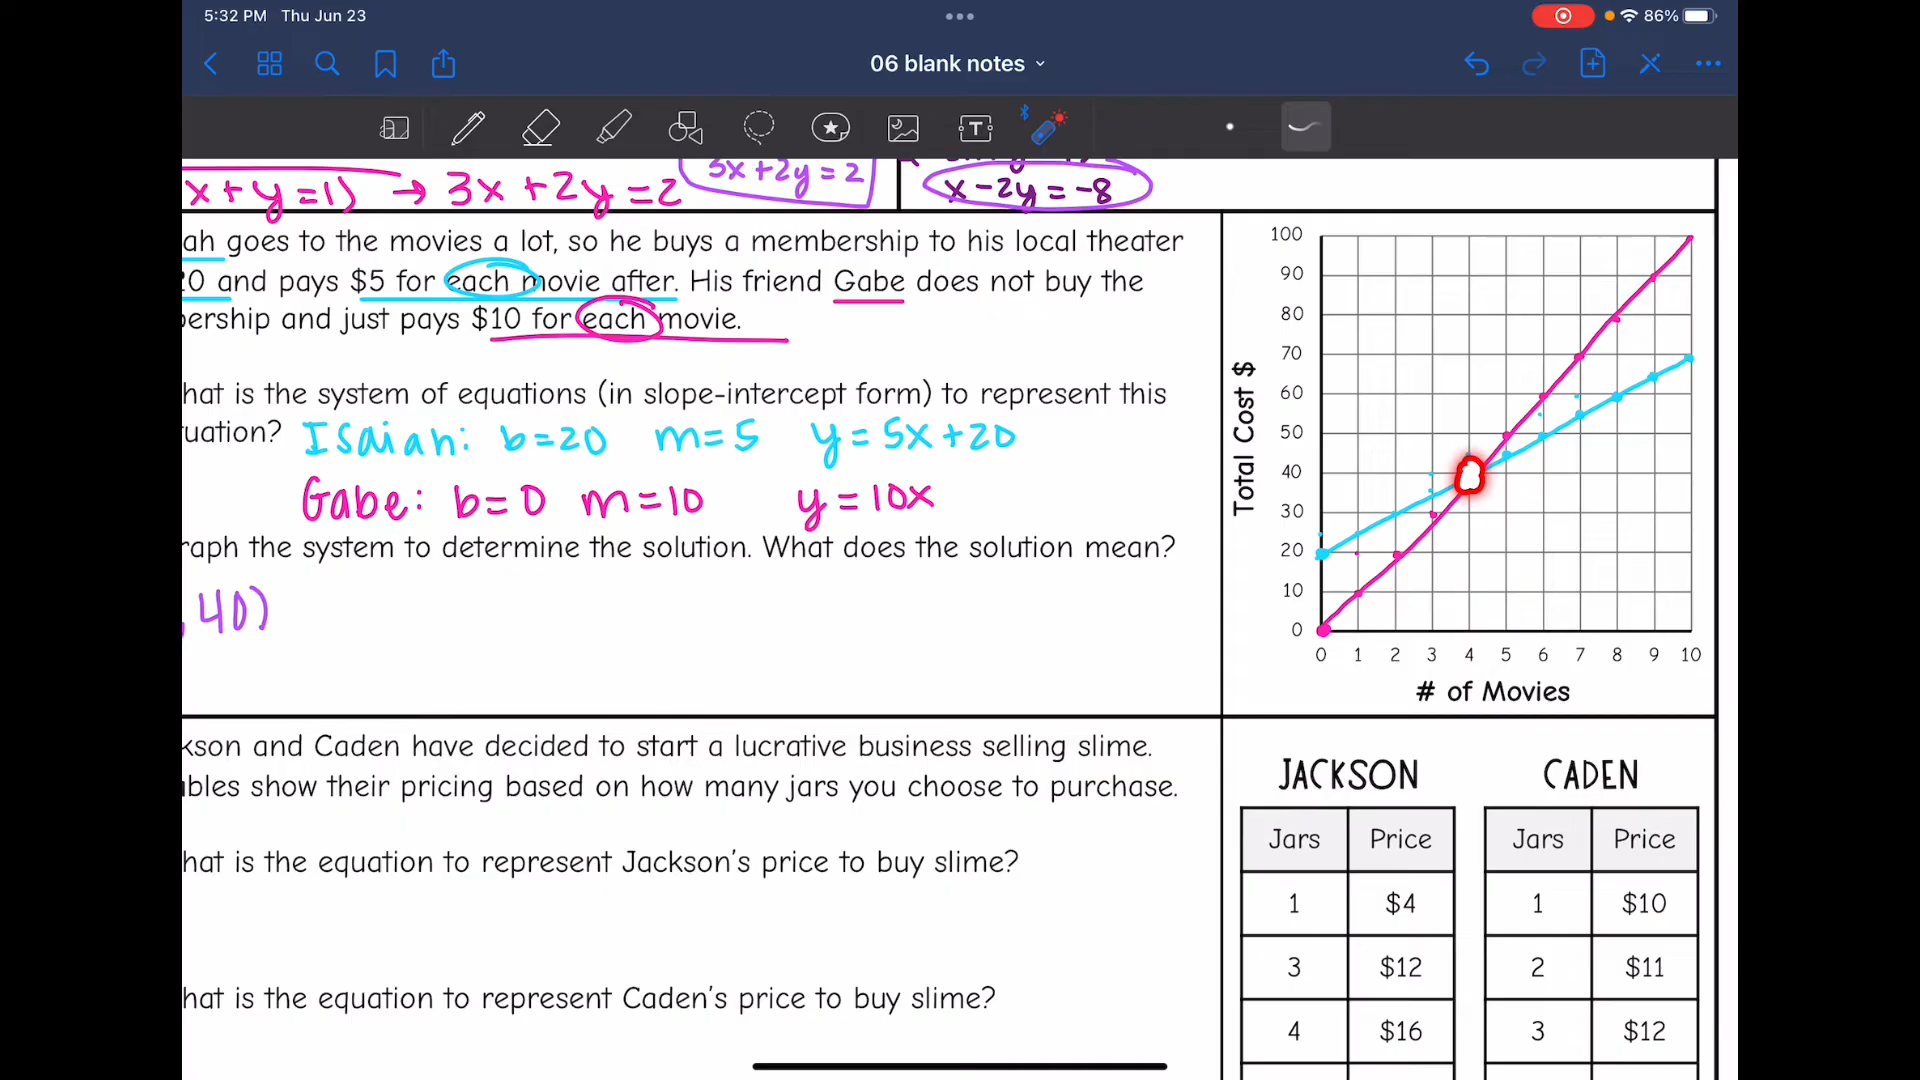 5:32 PM Thu Jun 23
86%
06 blank notes
T
x + y = 1) → 3x + 2y = 2
3x + 2y = 2
x - 2y = -8
ah goes to the movies a lot, so he buys a membership to his local theater
20 and pays $5 for each movie after. His friend Gabe does not buy the
bership and just pays $10 for each movie.
hat is the system of equations (in slope-intercept form) to represent this
tuation? Isaiah: b=20 m=5 y=5x+20
Gabe: b=0 m=10 y=10x
raph the system to determine the solution. What does the solution mean?
, 40)
100
90
80
70
60
50
40
30
20
10
0
Total Cost $
0 1 2 3 4 5 6 7 8 9 10
# of Movies
kson and Caden have decided to start a lucrative business selling slime.
ables show their pricing based on how many jars you choose to purchase.
hat is the equation to represent Jackson's price to buy slime?
hat is the equation to represent Caden's price to buy slime?
JACKSON
Jars Price
1 $4
3 $12
4 $16
CADEN
Jars Price
1 $10
2 $11
3 $12